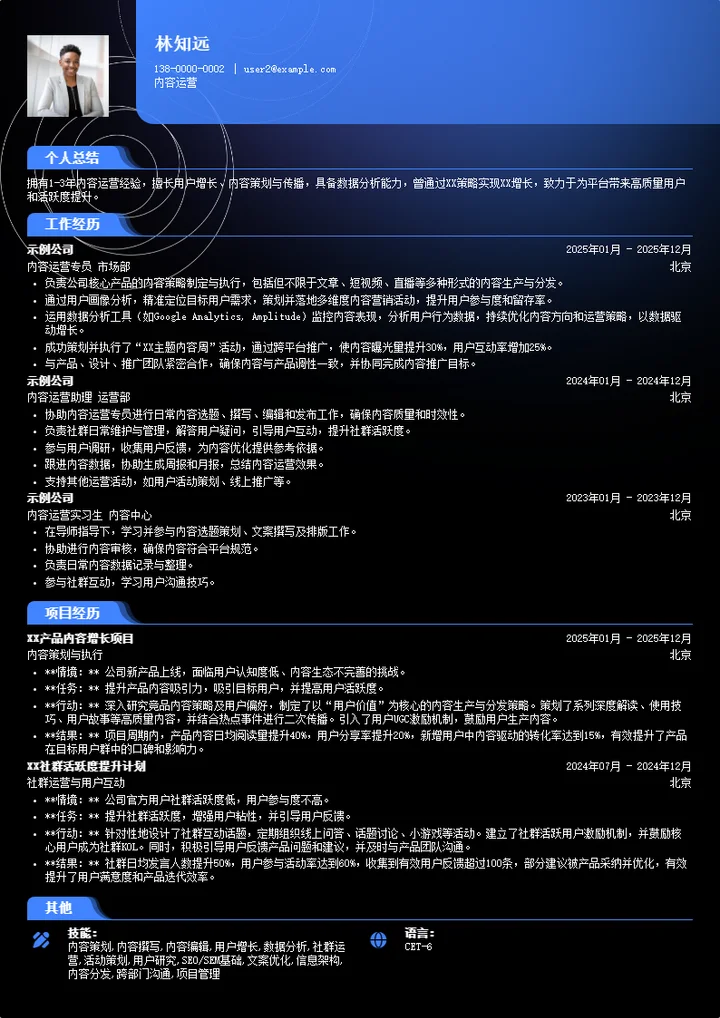 林知远
138-0000-0002 | user2@example.com
内容运营
个人总结
拥有1-3年内容运营经验，擅长用户增长、内容策划与传播，具备数据分析能力，曾通过XX策略实现XX增长，致力于为平台带来高质量用户
和活跃度提升。
工作经历
示例公司 2025年01月 - 2025年12月
内容运营专员 市场部 北京
• 负责公司核心产品的内容策略制定与执行，包括但不限于文章、短视频、直播等多种形式的内容生产与分发。
• 通过用户画像分析，精准定位目标用户需求，策划并落地多维度内容营销活动，提升用户参与度和留存率。
• 运用数据分析工具（如Google Analytics, Amplitude）监控内容表现，分析用户行为数据，持续优化内容方向和运营策略，以数据驱
动增长。
• 成功策划并执行了“XX主题内容周”活动，通过跨平台推广，使内容曝光量提升30%，用户互动率增加25%。
• 与产品、设计、推广团队紧密合作，确保内容与产品调性一致，并协同完成内容推广目标。
示例公司 2024年01月 - 2024年12月
内容运营助理 运营部 北京
• 协助内容运营专员进行日常内容选题、撰写、编辑和发布工作，确保内容质量和时效性。
• 负责社群日常维护与管理，解答用户疑问，引导用户互动，提升社群活跃度。
• 参与用户调研，收集用户反馈，为内容优化提供参考依据。
• 跟进内容数据，协助生成周报和月报，总结内容运营效果。
• 支持其他运营活动，如用户活动策划、线上推广等。
示例公司 2023年01月 - 2023年12月
内容运营实习生 内容中心 北京
• 在导师指导下，学习并参与内容选题策划、文案撰写及排版工作。
• 协助进行内容审核，确保内容符合平台规范。
• 负责日常内容数据记录与整理。
• 参与社群互动，学习用户沟通技巧。
项目经历
XX产品内容增长项目 2025年01月 - 2025年12月
内容策划与执行 北京
• **情境：** 公司新产品上线，面临用户认知度低、内容生态不完善的挑战。
• **任务：** 提升产品内容吸引力，吸引目标用户，并提高用户活跃度。
• **行动：** 深入研究竞品内容策略及用户偏好，制定了以“用户价值”为核心的内容生产与分发策略。策划了系列深度解读、使用技
巧、用户故事等高质量内容，并结合热点事件进行二次传播。引入了用户UGC激励机制，鼓励用户生产内容。
• **结果：** 项目周期内，产品内容日均阅读量提升40%，用户分享率提升20%，新增用户中内容驱动的转化率达到15%，有效提升了产品
在目标用户群中的口碑和影响力。
XX社群活跃度提升计划 2024年07月 - 2024年12月
社群运营与用户互动 北京
• **情境：** 公司官方用户社群活跃度低，用户参与度不高。
• **任务：** 提升社群活跃度，增强用户粘性，并引导用户反馈。
• **行动：** 针对性地设计了社群互动话题，定期组织线上问答、话题讨论、小游戏等活动。建立了社群活跃用户激励机制，并鼓励核
心用户成为社群KOL。同时，积极引导用户反馈产品问题和建议，并及时与产品团队沟通。
• **结果：** 社群日均发言人数提升50%，用户参与活动率达到60%，收集到有效用户反馈超过100条，部分建议被产品采纳并优化，有效
提升了用户满意度和产品迭代效率。
其他
技能：
内容策划,内容撰写,内容编辑,用户增长,数据分析,社群运
营,活动策划,用户研究,SEO/SEM基础,文案优化,信息架构,
内容分发,跨部门沟通,项目管理
语言：
CET-6